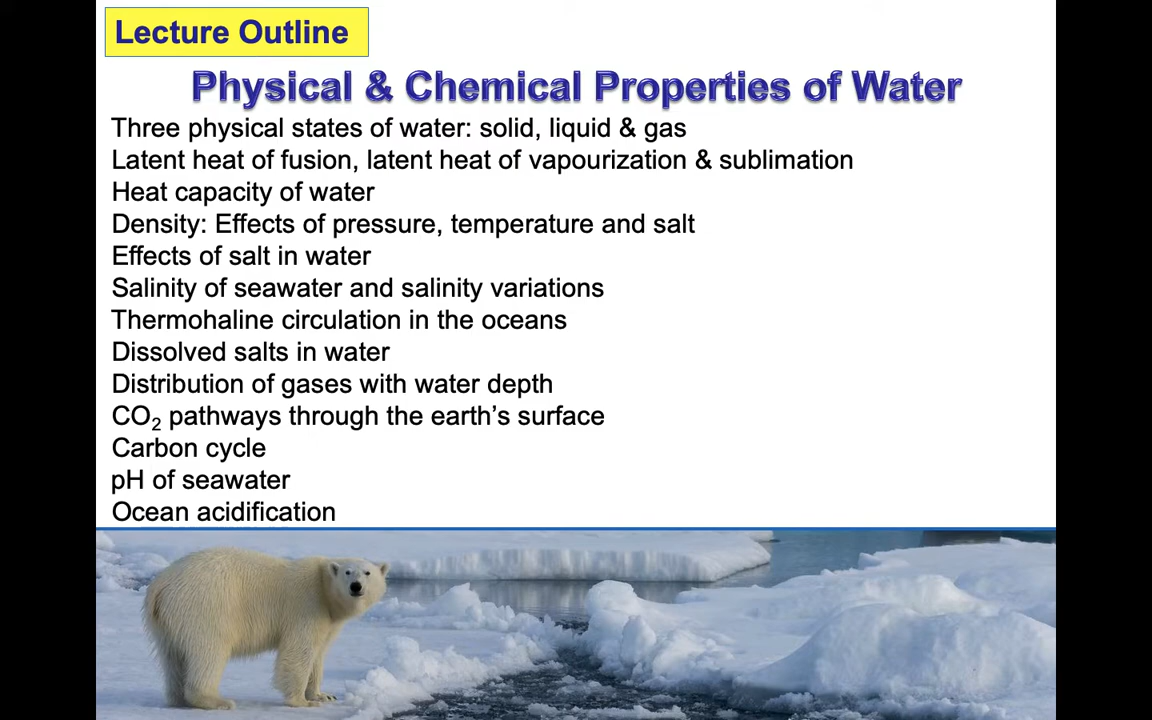 Lecture Outline
Physical & Chemical Properties of Water
Three physical states of water: solid, liquid & gas
Latent heat of fusion, latent heat of vapourization & sublimation
Heat capacity of water
Density: Effects of pressure, temperature and salt
Effects of salt in water
Salinity of seawater and salinity variations
Thermohaline circulation in the oceans
Dissolved salts in water
Distribution of gases with water depth
CO₂ pathways through the earth’s surface
Carbon cycle
pH of seawater
Ocean acidification